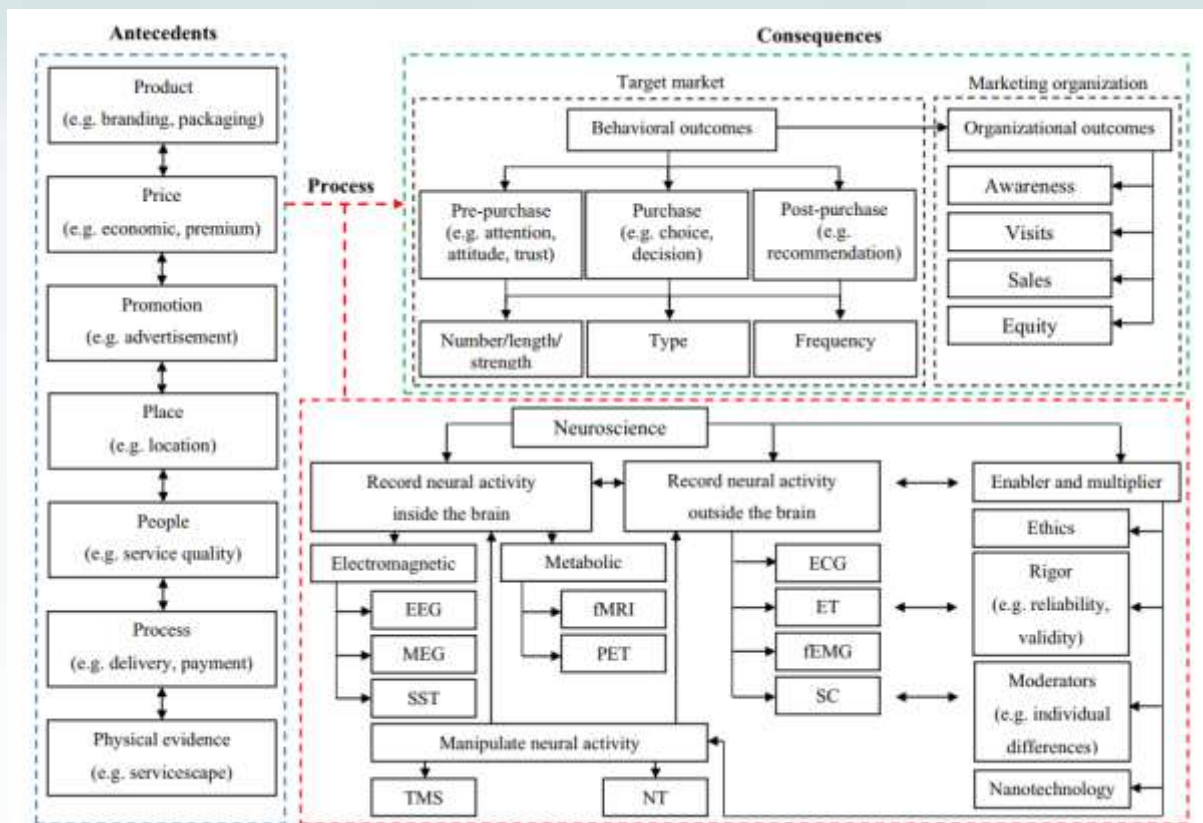 Antecedents
Product
(e.g. branding, packaging)
Price
(e.g. economic, premium)
Promotion
(e.g. advertisement)
Place
(e.g. location)
People
(e.g. service quality)
Process
(e.g. delivery, payment)
Physical evidence
(e.g. servicescape)
Process
Consequences
Target market
Behavioral outcomes
Pre-purchase
(e.g. attention,
attitude, trust)
Purchase
(e.g. choice,
decision)
Post-purchase
(e.g.
recommendation)
Number/length/
strength
Type
Frequency
Marketing organization
Organizational outcomes
Awareness
Visits
Sales
Equity
Neuroscience
Record neural activity
inside the brain
Electromagnetic
EEG
MEG
SST
Metabolic
fMRI
PET
Record neural activity
outside the brain
ECG
ET
fEMG
SC
Enabler and multiplier
Ethics
Rigor
(e.g. reliability,
validity)
Moderators
(e.g. individual
differences)
Nanotechnology
Manipulate neural activity
TMS
NT